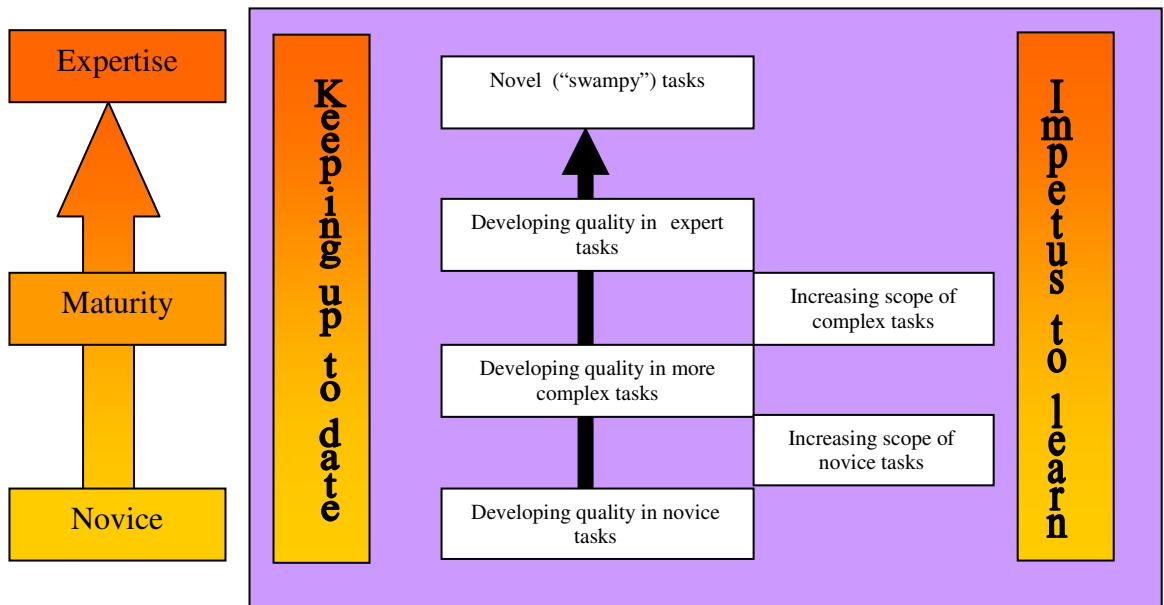 Expertise
Maturity
Novice
Keeping up to date
Novel (“swampy”) tasks
Developing quality in expert
tasks
Increasing scope of
complex tasks
Developing quality in more
complex tasks
Increasing scope of
novice tasks
Developing quality in novice
tasks
Impetus to learn